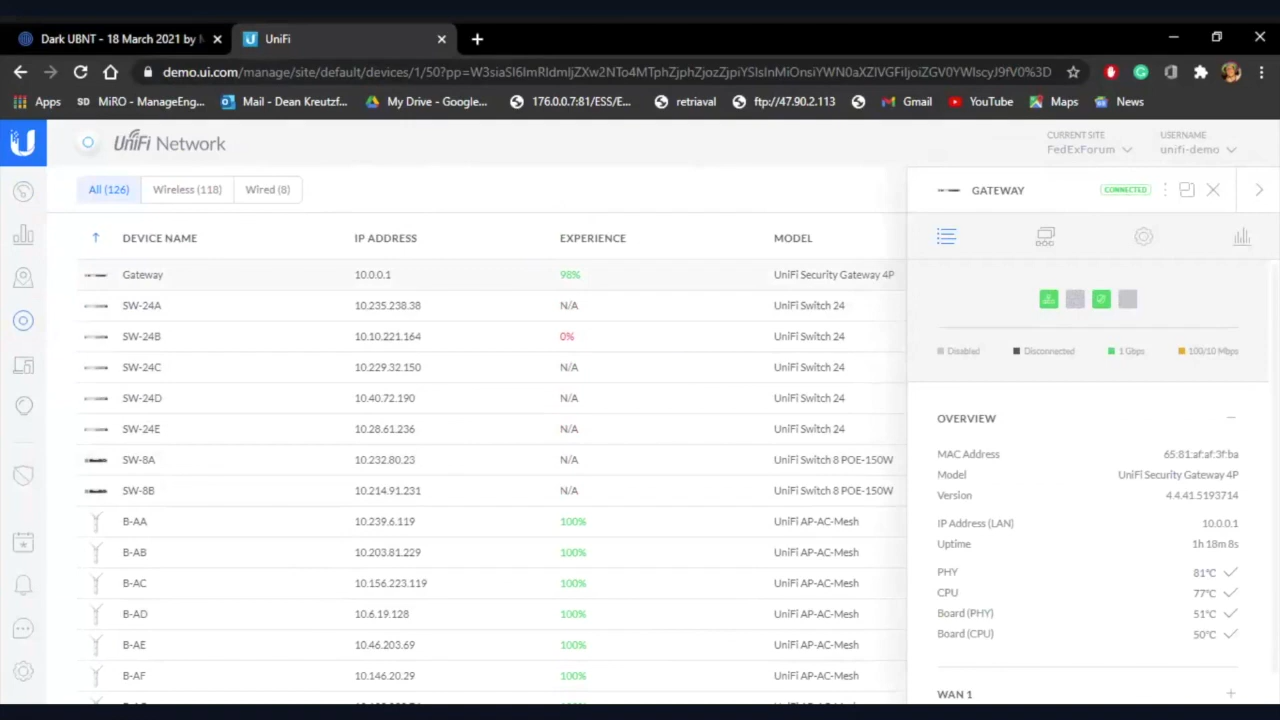 Dark UBNT - 18 March 2021 by
UniFi
demo.ui.com/manage/site/default/devices/1/50?pp=W3siaSI6ImRldmljZXw2NTo4MTphZjphZjozZjpiYSIsInMiOnsiYWN0aXZlVGFiIjoiZGV0YWlscyJ9fV0%3D
Apps SD MiRO - ManageEng... Mail - Dean Kreutzf... My Drive - Google... 176.0.0.7:81/ESS/E... retriaval ftp://47.90.2.113 Gmail YouTube Maps News
UniFi Network
CURRENT SITE USERNAME
FedExForum unifi-demo
All (126) Wireless (118) Wired (8)
GATEWAY CONNECTED
DEVICE NAME IP ADDRESS EXPERIENCE MODEL
Gateway 10.0.0.1 98% UniFi Security Gateway 4P
SW-24A 10.235.238.38 N/A UniFi Switch 24
SW-24B 10.10.221.164 0% UniFi Switch 24
SW-24C 10.229.32.150 N/A UniFi Switch 24
SW-24D 10.40.72.190 N/A UniFi Switch 24
SW-24E 10.28.61.236 N/A UniFi Switch 24
SW-8A 10.232.80.23 N/A UniFi Switch 8 POE-150W
SW-8B 10.214.91.231 N/A UniFi Switch 8 POE-150W
B-AA 10.239.6.119 100% UniFi AP-AC-Mesh
B-AB 10.203.81.229 100% UniFi AP-AC-Mesh
B-AC 10.156.223.119 100% UniFi AP-AC-Mesh
B-AD 10.6.19.128 100% UniFi AP-AC-Mesh
B-AE 10.46.203.69 100% UniFi AP-AC-Mesh
B-AF 10.146.20.29 100% UniFi AP-AC-Mesh
Disabled Disconnected 1 Gbps 100/10 Mbps
OVERVIEW
MAC Address 65:81:af:af:3f:ba
Model UniFi Security Gateway 4P
Version 4.4.41.5193714
IP Address (LAN) 10.0.0.1
Uptime 1h 18m 8s
PHY 81°C
CPU 77°C
Board (PHY) 51°C
Board (CPU) 50°C
WAN 1